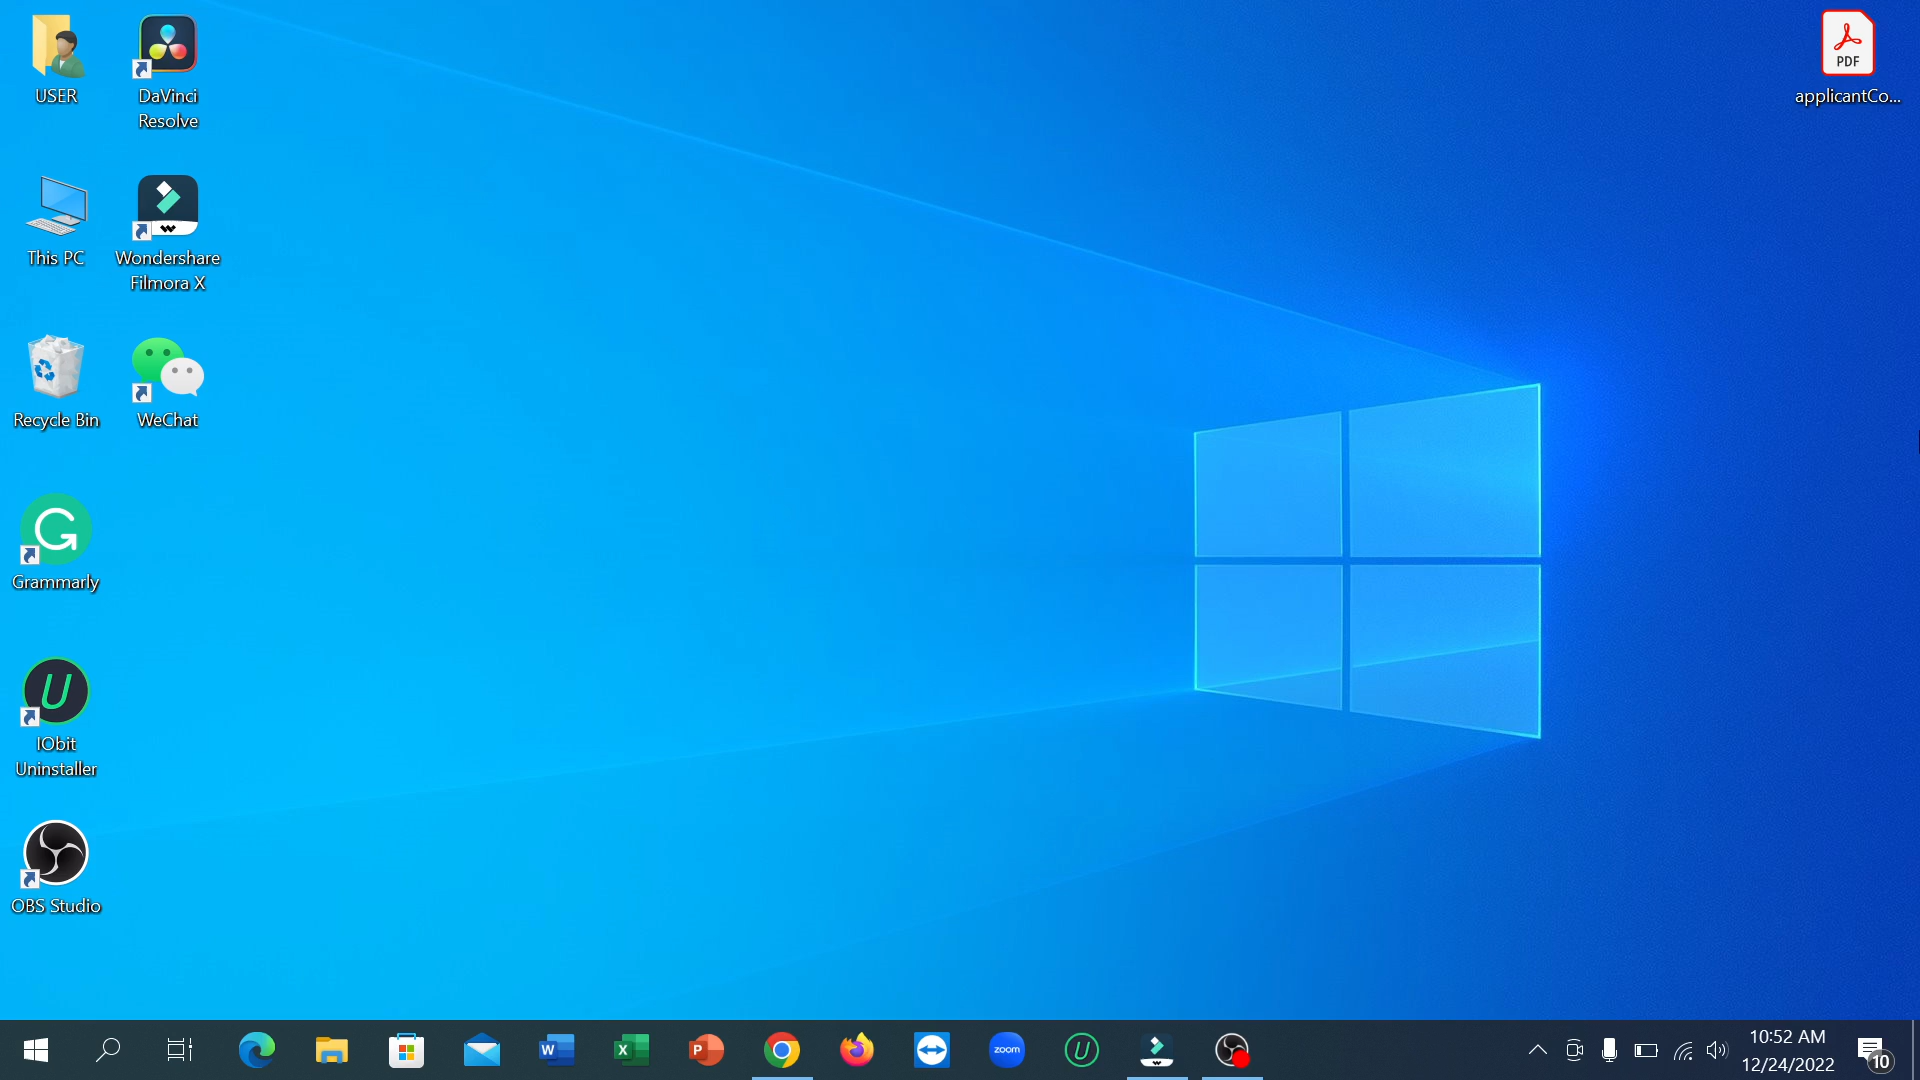 USER
DaVinci
Resolve
PDF
applicantCo...
This PC
Wondershare
Filmora X
Recycle Bin
WeChat
Grammarly
IObit
Uninstaller
OBS Studio
W
X
P
zoom
10:52 AM
12/24/2022
10